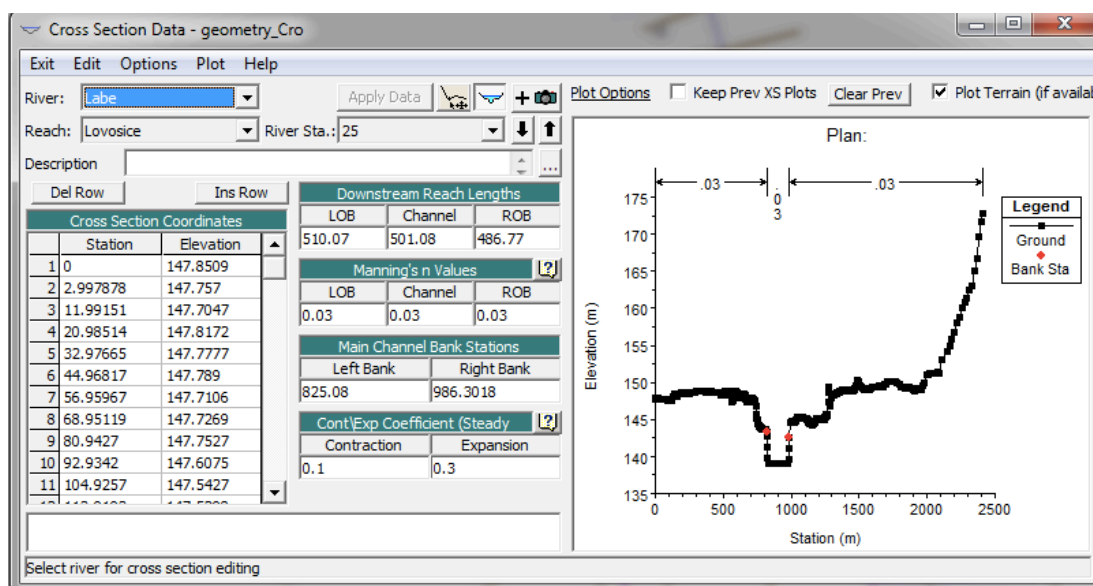 Cross Section Data - geometry_Cro
Exit Edit Options Plot Help
River: Labe Apply Data
Reach: Lovosice River Sta.: 25
Description ...
Del Row Ins Row
Cross Section Coordinates
Station Elevation
1 0 147.8509
2 2.997878 147.757
3 11.99151 147.7047
4 20.98514 147.8172
5 32.97665 147.7777
6 44.96817 147.789
7 56.95967 147.7106
8 68.95119 147.7269
9 80.9427 147.7527
10 92.9342 147.6075
11 104.9257 147.5427
Downstream Reach Lengths
LOB Channel ROB
510.07 501.08 486.77
Manning's n Values
LOB Channel ROB
0.03 0.03 0.03
Main Channel Bank Stations
Left Bank Right Bank
825.08 986.3018
Cont\Exp Coefficient (Steady
Contraction Expansion
0.1 0.3
Plot Options Keep Prev XS Plots Clear Prev Plot Terrain (if availab
Plan:
.03 .03 .03
175
170
165
160
155
150
145
140
135
Elevation (m)
0 500 1000 1500 2000 2500
Station (m)
Legend
Ground
Bank Sta
Select river for cross section editing